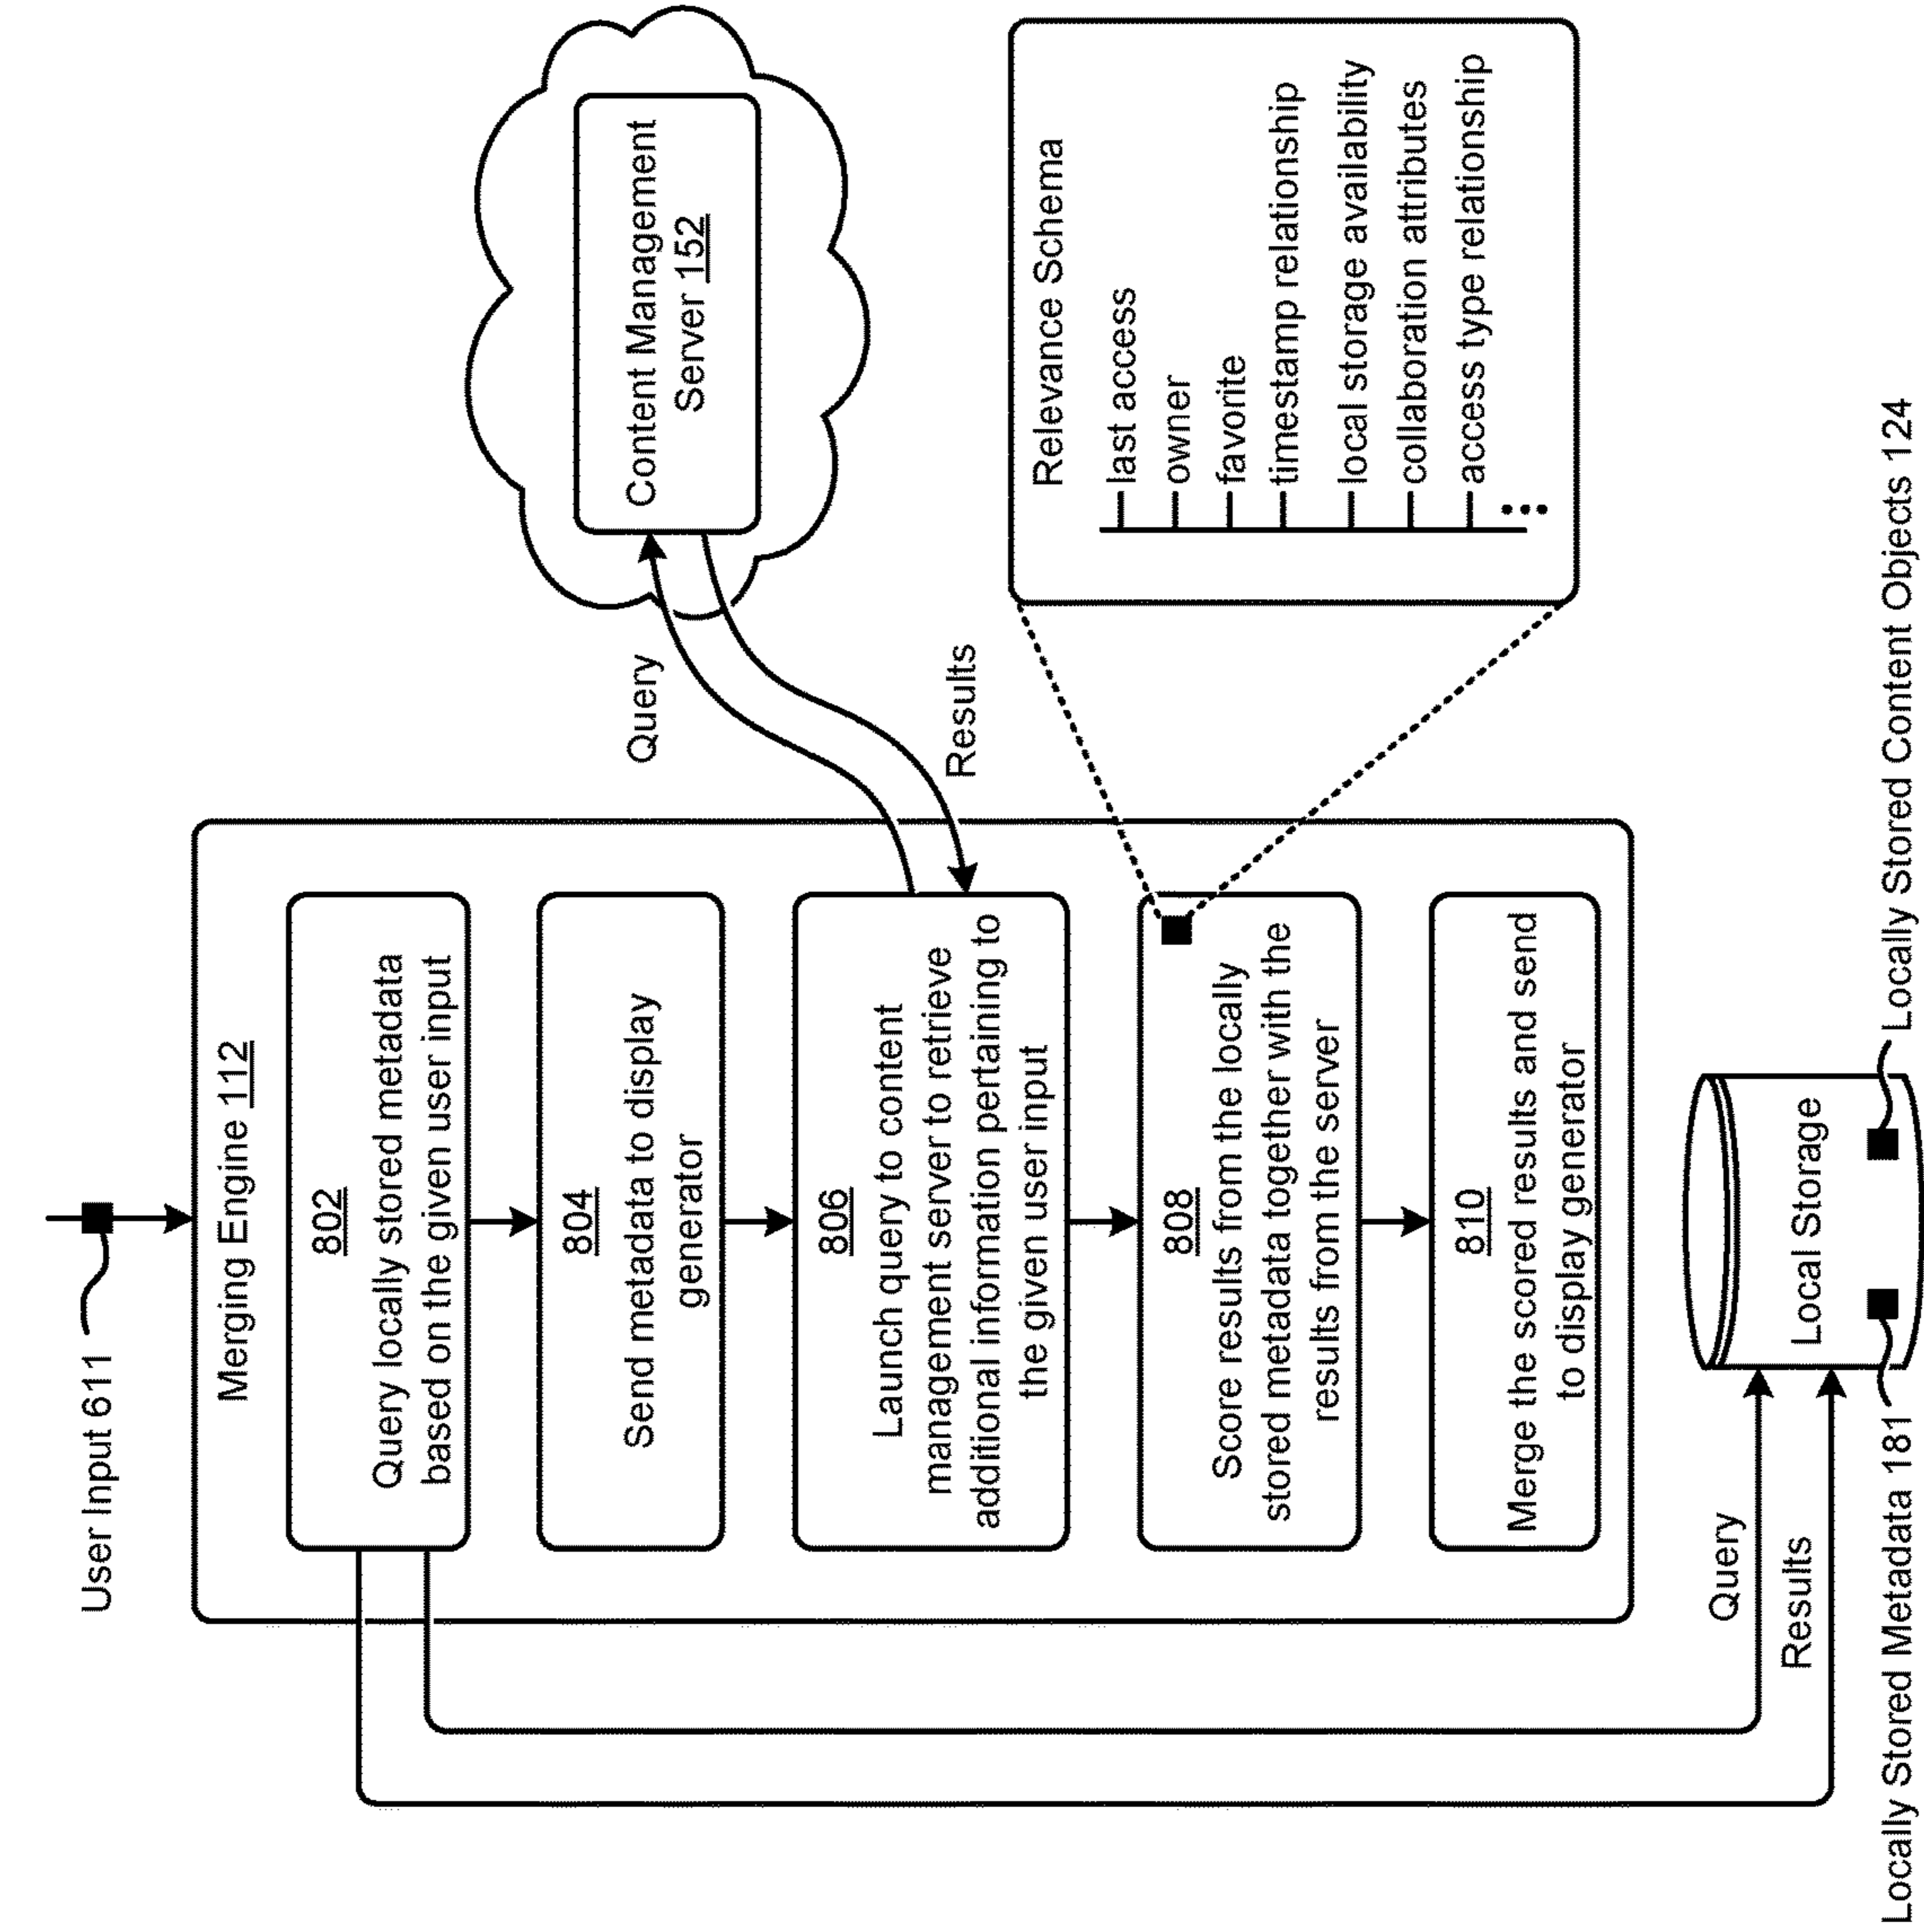 User Input 611
Merging Engine 112
802
Query locally stored metadata
based on the given user input
804
Send metadata to display
generator
806
Launch query to content
management server to retrieve
additional information pertaining to
the given user input
808
Score results from the locally
stored metadata together with the
results from the server
810
Merge the scored results and send
to display generator
Query
Results
Content Management
Server 152
Relevance Schema
last access
owner
favorite
timestamp relationship
local storage availability
collaboration attributes
access type relationship
...
Query
Results
Local Storage
Locally Stored Metadata 181
Locally Stored Content Objects 124